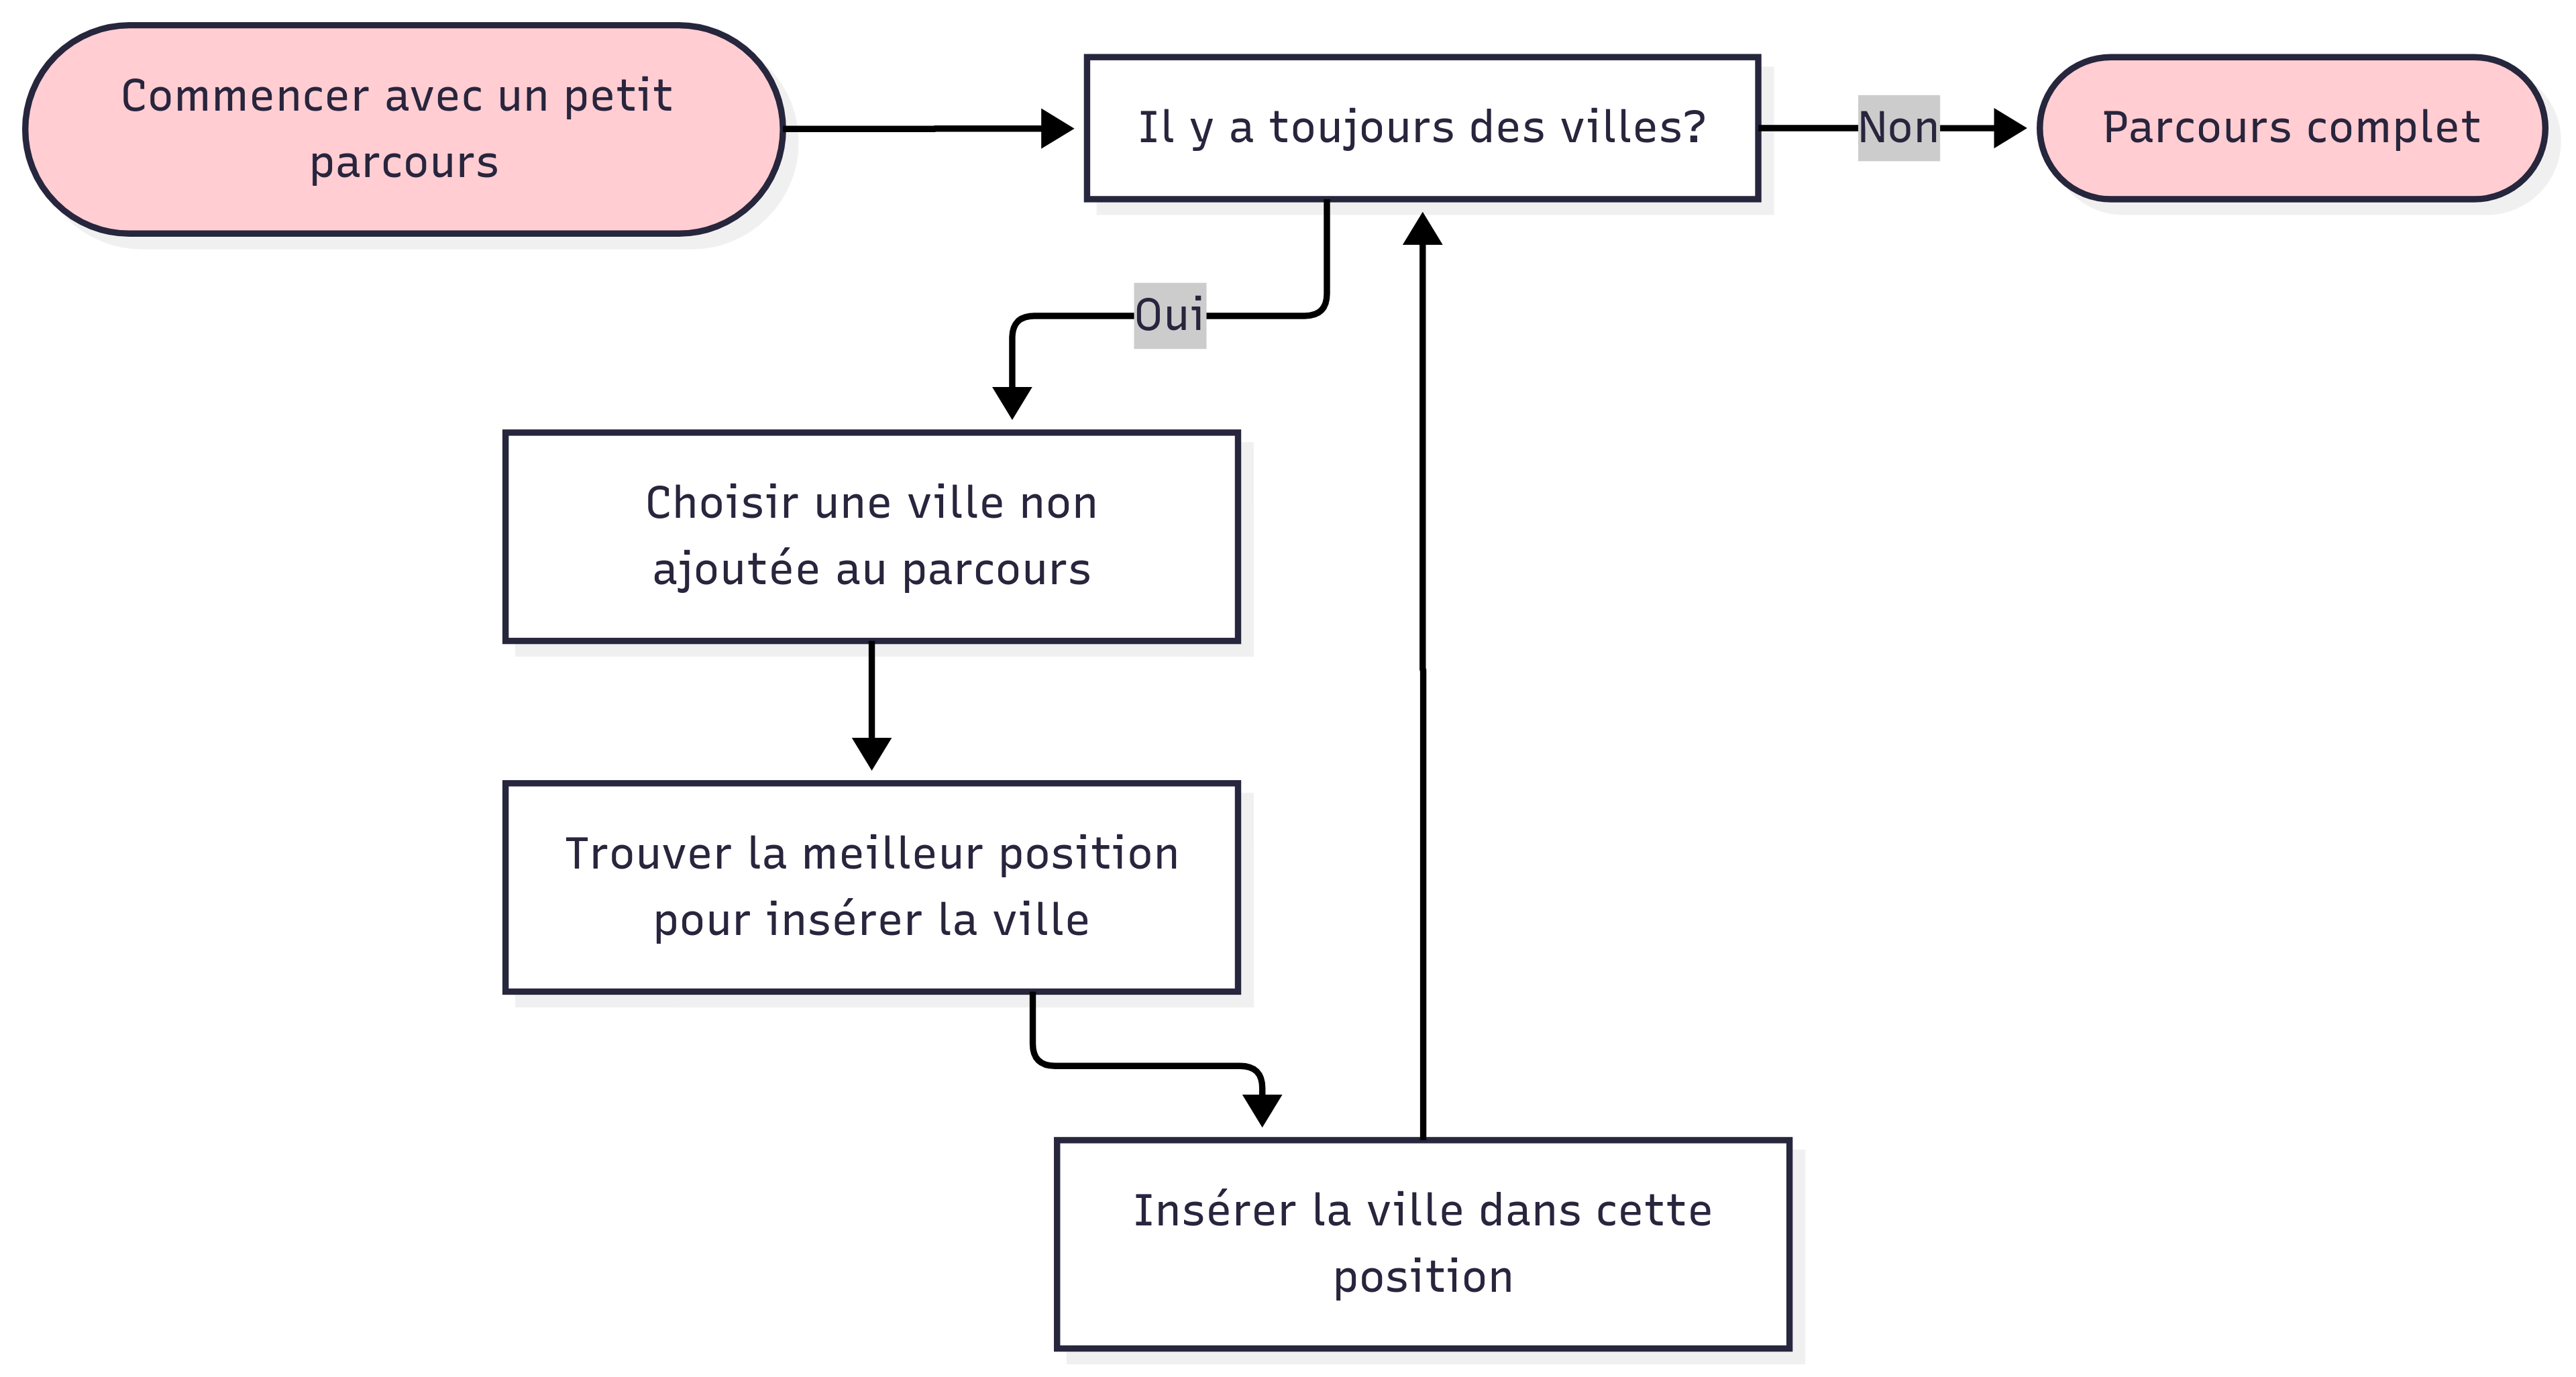 Commencer avec un petit
parcours
Il y a toujours des villes?
Non
Parcours complet
Oui
Choisir une ville non
ajoutée au parcours
Trouver la meilleur position
pour insérer la ville
Insérer la ville dans cette
position